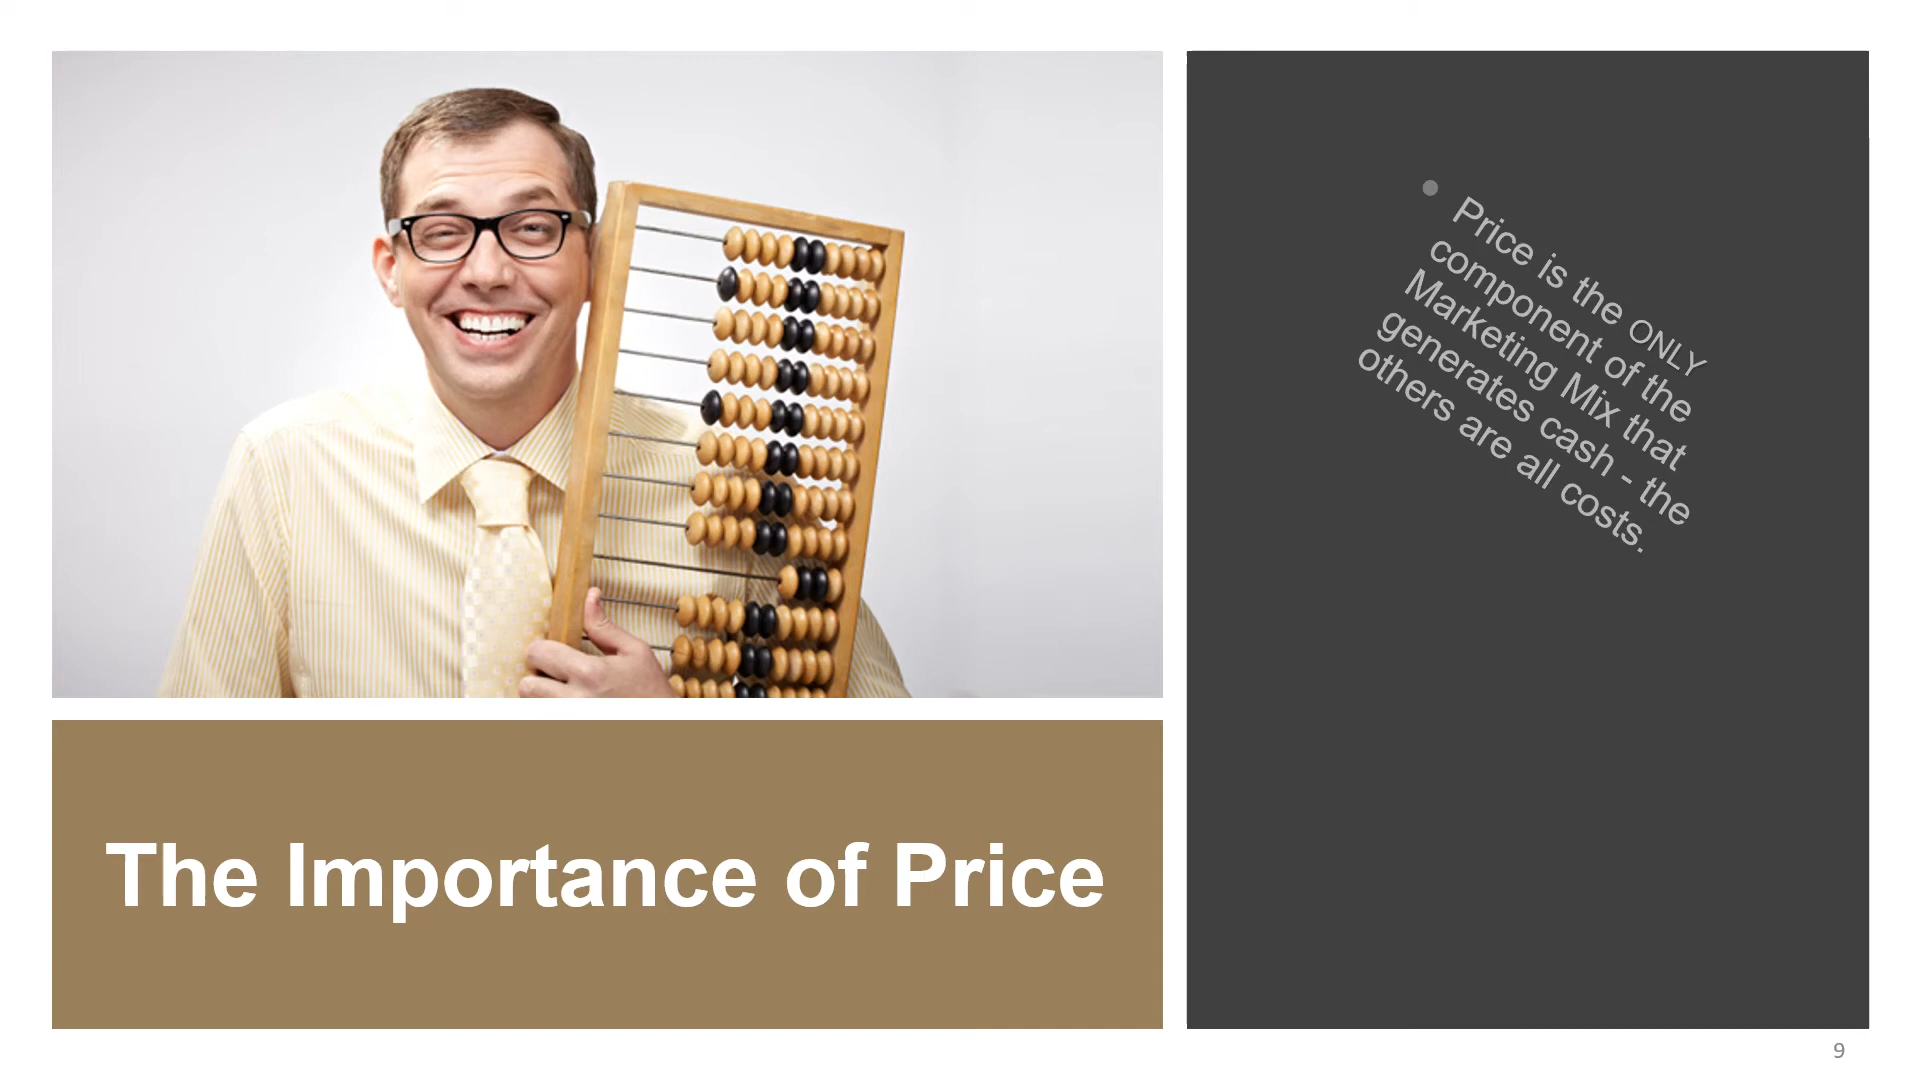 Price is the ONLY
component of the
Marketing Mix that
generates cash - the
others are all costs.
The Importance of Price
9